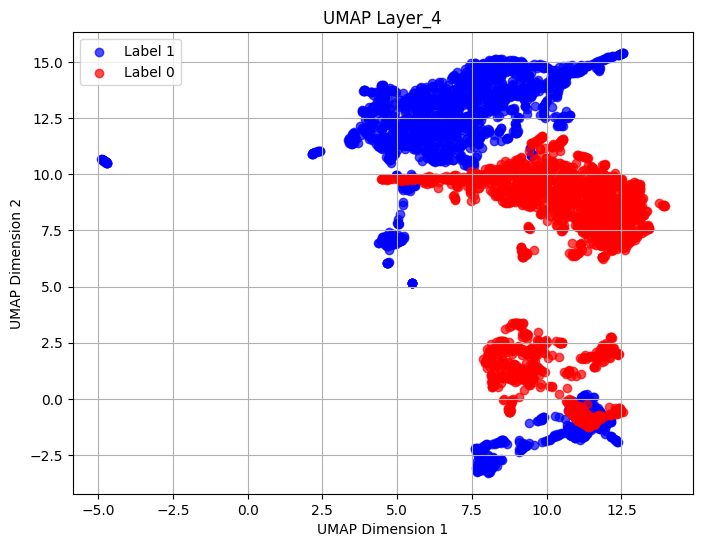 UMAP Layer_4
Label 1
Label 0
15.0
12.5
10.0
7.5
5.0
2.5
0.0
−2.5
UMAP Dimension 2
−5.0 −2.5 0.0 2.5 5.0 7.5 10.0 12.5
UMAP Dimension 1